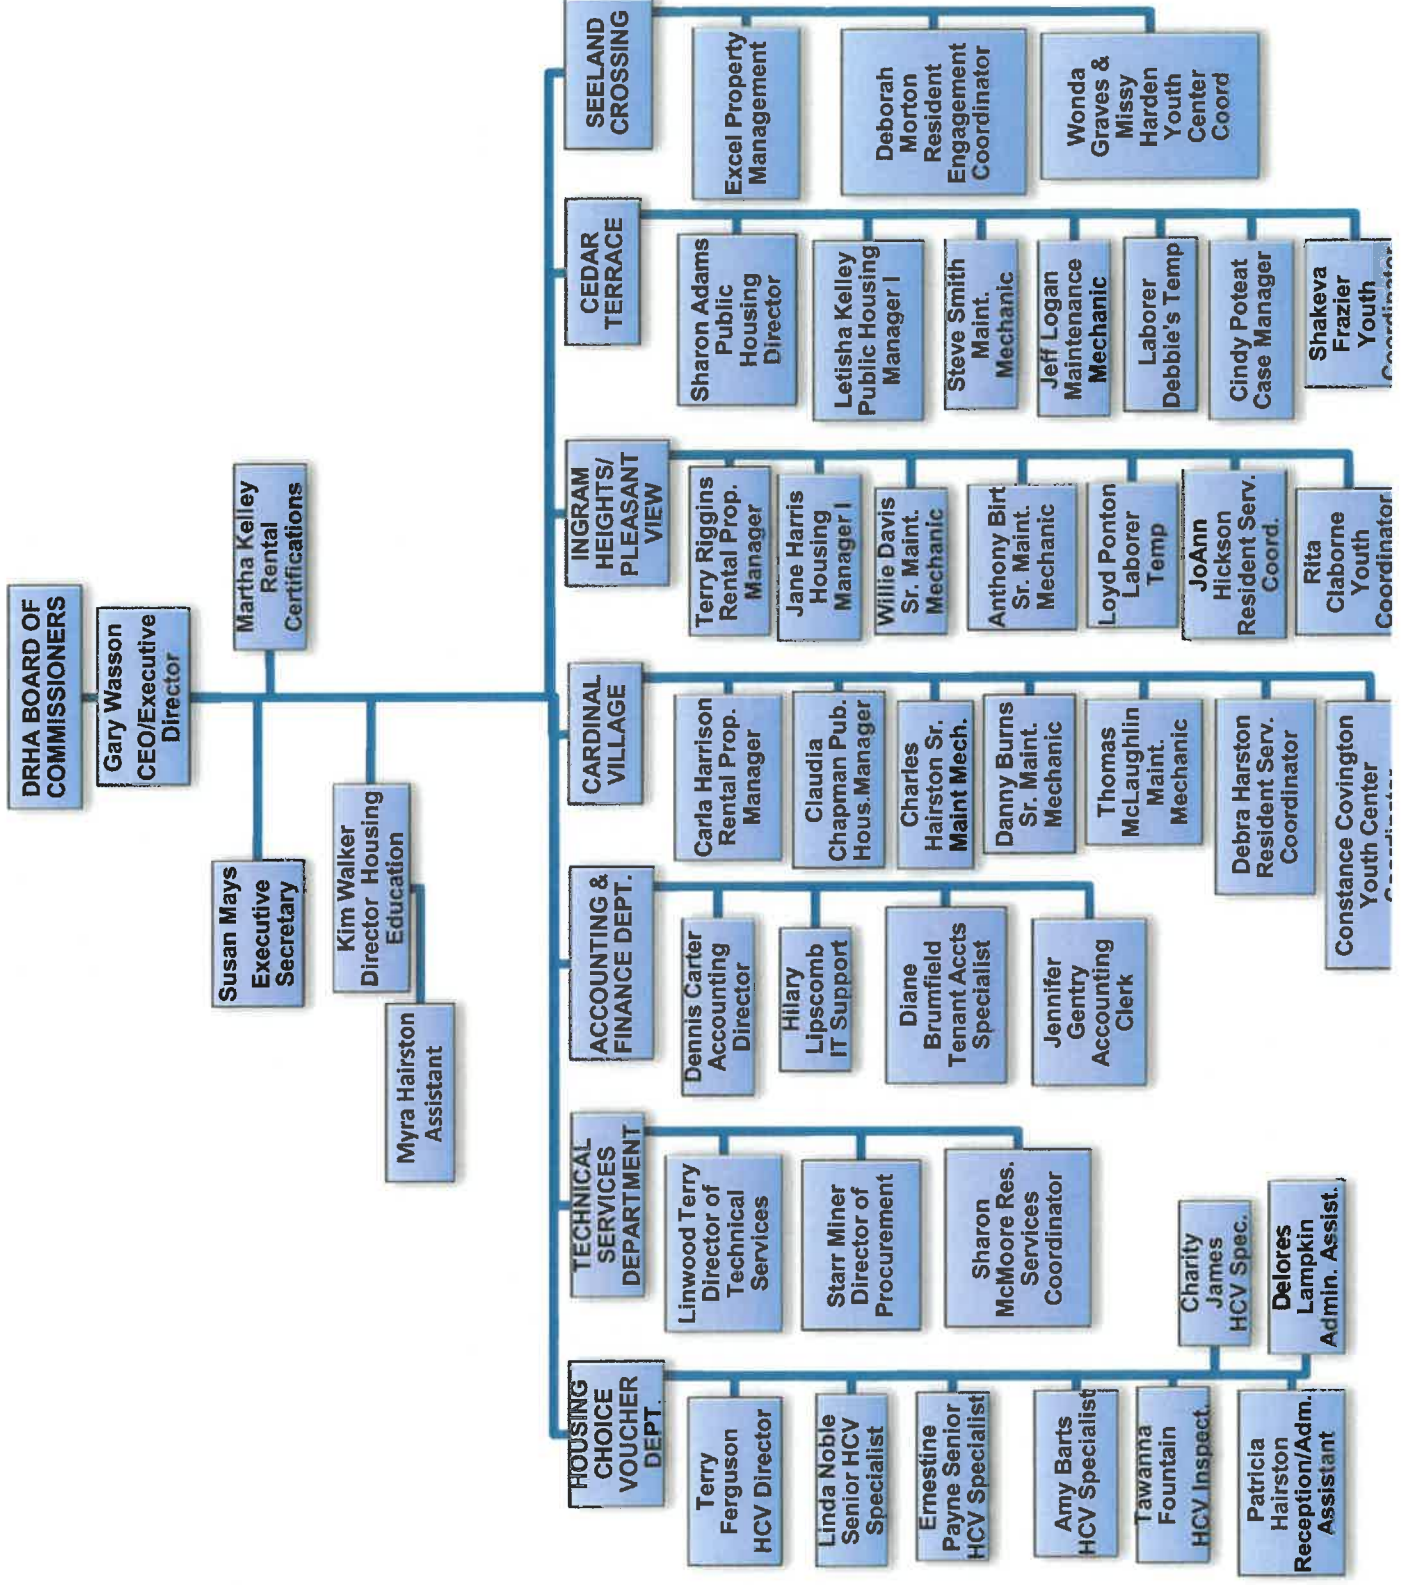 DRHA BOARD OF
COMMISSIONERS
Gary Wasson
CEO/Executive
Director
Martha Kelley
Rental
Certifications
Susan Mays
Executive
Secretary
Kim Walker
Director Housing
Education
Myra Hairston
Assistant
HOUSING
CHOICE
VOUCHER
DEPT.
Terry
Ferguson
HCV Director
Linda Noble
Senior HCV
Specialist
Ernestine
Payne Senior
HCV Specialist
Amy Barts
HCV Specialist
Tawanna
Fountain
HCV Inspect.
Charity
James
HCV Spec.
Patricia
Hairston
Reception/Adm.
Assistant
Delores
Lampkin
Admin. Assist.
TECHNICAL
SERVICES
DEPARTMENT
Linwood Terry
Director of
Technical
Services
Starr Miner
Director of
Procurement
Sharon
McMoore Res.
Services
Coordinator
ACCOUNTING &
FINANCE DEPT.
Dennis Carter
Accounting
Director
Hilary
Lipscomb
IT Support
Diane
Brumfield
Tenant Accts
Specialist
Jennifer
Gentry
Accounting
Clerk
CARDINAL
VILLAGE
Carla Harrison
Rental Prop.
Manager
Claudia
Chapman Pub.
Hous.Manager
Charles
Hairston Sr.
Maint Mech.
Danny Burns
Sr. Maint.
Mechanic
Thomas
McLaughlin
Maint.
Mechanic
Debra Harston
Resident Serv.
Coordinator
Constance Covington
Youth Center
INGRAM
HEIGHTS/
PLEASANT
VIEW
Terry Riggins
Rental Prop.
Manager
Jane Harris
Housing
Manager I
Willie Davis
Sr. Maint.
Mechanic
Anthony Birt
Sr. Maint.
Mechanic
Loyd Ponton
Laborer
Temp
JoAnn
Hickson
Resident Serv.
Coord.
Rita
Claborne
Youth
Coordinator
CEDAR
TERRACE
Sharon Adams
Public
Housing
Director
Letisha Kelley
Public Housing
Manager I
Steve Smith
Maint.
Mechanic
Jeff Logan
Maintenance
Mechanic
Laborer
Debbie's Temp
Cindy Poteat
Case Manager
Shakeva
Frazier
Youth
Coordinator
SEELAND
CROSSING
Excel Property
Management
Deborah
Morton
Resident
Engagement
Coordinator
Wonda
Graves &
Missy
Harden
Youth
Center
Coord